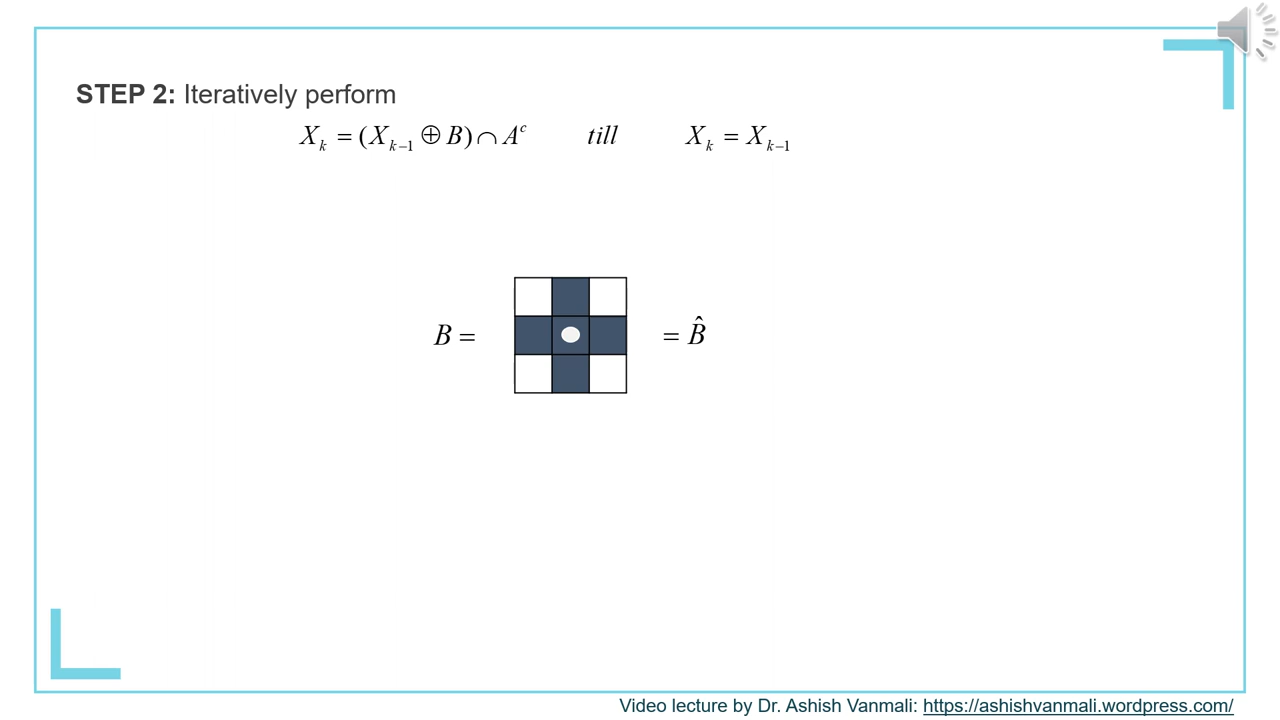 STEP 2: Iteratively perform
Xₖ = (Xₖ₋₁ ⊕ B) ∩ Aᶜ till Xₖ = Xₖ₋₁
B = = B̂
Video lecture by Dr. Ashish Vanmali: https://ashishvanmali.wordpress.com/